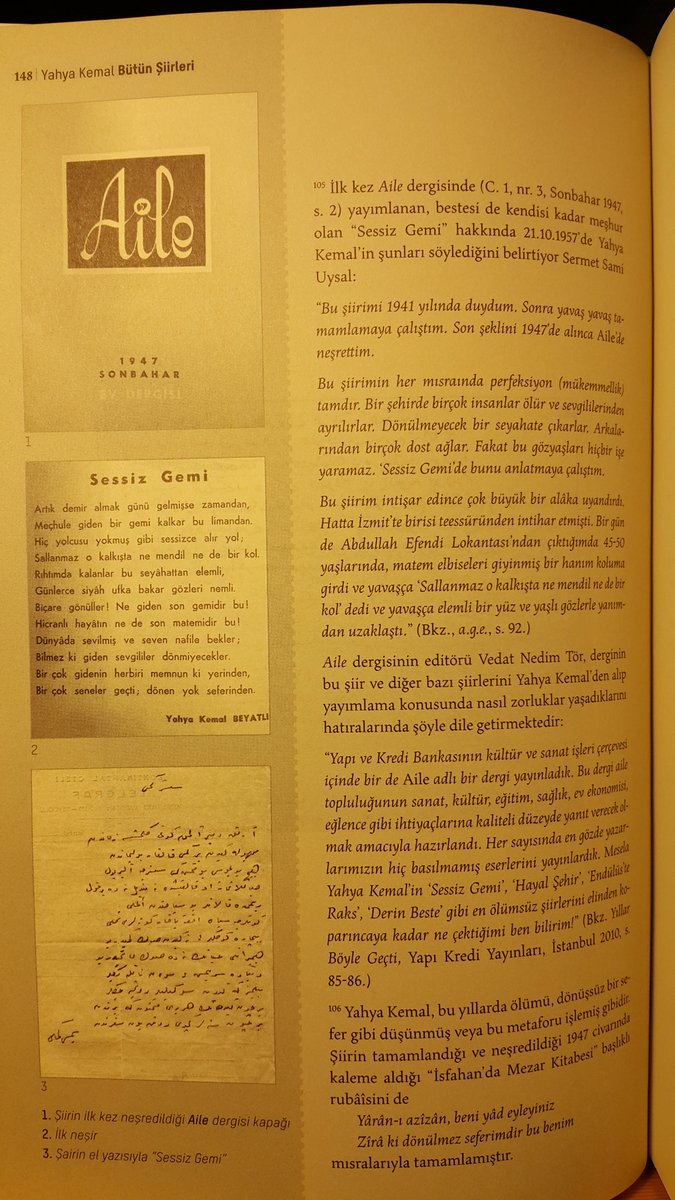 148 | Yahya Kemal Bütün Şiirleri
Aile
1947
SONBAHAR
1
Sessiz Gemi
Artık demir almak günü gelmişse zamandan,
Meçhule giden bir gemi kalkar bu limandan.
Hiç yolcusu yokmuş gibi sessizce alır yol;
Sallanmaz o kalkışta ne mendil ne de bir kol.
Rıhtımda kalanlar bu seyâhattan elemli,
Günlerce siyâh ufka bakar gözleri nemli.
Biçare gönüller! Ne giden son gemidir bu!
Hicranlı hayâtın ne de son matemidir bu!
Dünyâda sevilmiş ve seven nafile bekler;
Bilmez ki giden sevgililer dönmiyecekler.
Bir çok gidenin herbiri memnun ki yerinden,
Bir çok seneler geçti; dönen yok seferinden.
Yahya Kemal BEYATLI
2
3
1. Şiirin ilk kez neşredildiği Aile dergisi kapağı
2. İlk neşir
3. Şairin el yazısıyla “Sessiz Gemi”
105 İlk kez Aile dergisinde (C. 1, nr. 3, Sonbahar 1947,
s. 2) yayımlanan, bestesi de kendisi kadar meşhur
olan “Sessiz Gemi” hakkında 21.10.1957’de Yahya
Kemal’in şunları söylediğini belirtiyor Sermet Sami
Uysal:
“Bu şiirimi 1941 yılında duydum. Sonra yavaş yavaş ta-
mamlamaya çalıştım. Son şeklini 1947’de alınca Aile’de
neşrettim.
Bu şiirimin her mısraında perfeksiyon (mükemmellik)
tamdır. Bir şehirde birçok insanlar ölür ve sevgililerinden
ayrılırlar. Dönülmeyecek bir seyahate çıkarlar. Arkala-
rından birçok dost ağlar. Fakat bu gözyaşları hiçbir işe
yaramaz. ‘Sessiz Gemi’de bunu anlatmaya çalıştım.
Bu şiirim intişar edince çok büyük bir alâka uyandırdı.
Hatta İzmit’te birisi teessüründen intihar etmişti. Bir gün
de Abdullah Efendi Lokantası’ndan çıktığımda 45-50
yaşlarında, matem elbiseleri giyinmiş bir hanım koluma
girdi ve yavaşça ‘Sallanmaz o kalkışta ne mendil ne de bir
kol’ dedi ve yavaşça elemli bir yüz ve yaşlı gözlerle yanım-
dan uzaklaştı.” (Bkz., a.g.e., s. 92.)
Aile dergisinin editörü Vedat Nedim Tör, derginin
bu şiir ve diğer bazı şiirlerini Yahya Kemal’den alıp
yayımlama konusunda nasıl zorluklar yaşadıklarını
hatıralarında şöyle dile getirmektedir:
“Yapı ve Kredi Bankasının kültür ve sanat işleri çerçevesi
içinde bir de Aile adlı bir dergi yayınladık. Bu dergi aile
topluluğunun sanat, kültür, eğitim, sağlık, ev ekonomisi,
eğlence gibi ihtiyaçlarına kaliteli düzeyde yanıt verecek ol-
mak amacıyla hazırlandı. Her sayısında en gözde yazar-
larımızın hiç basılmamış eserlerini yayınlardık. Mesela
Yahya Kemal’in ‘Sessiz Gemi’, ‘Hayal Şehir’, ‘Endülüs’te
Raks’, ‘Derin Beste’ gibi en ölümsüz şiirlerini elinden ko-
parıncaya kadar ne çektiğimi ben bilirim!” (Bkz. Yıllar
Böyle Geçti, Yapı Kredi Yayınları, İstanbul 2010, s.
85-86.)
106 Yahya Kemal, bu yıllarda ölümü, dönüşsüz bir se-
fer gibi düşünmüş veya bu metaforu işlemiş gibidir.
Şiirin tamamlandığı ve neşredildiği 1947 civarında
kaleme aldığı “İsfahan’da Mezar Kitabesi” başlıklı
rubâîsini de
Yârân-ı azîzân, beni yâd eyleyiniz
Zîrâ ki dönülmez seferimdir bu benim
mısralarıyla tamamlamıştır.